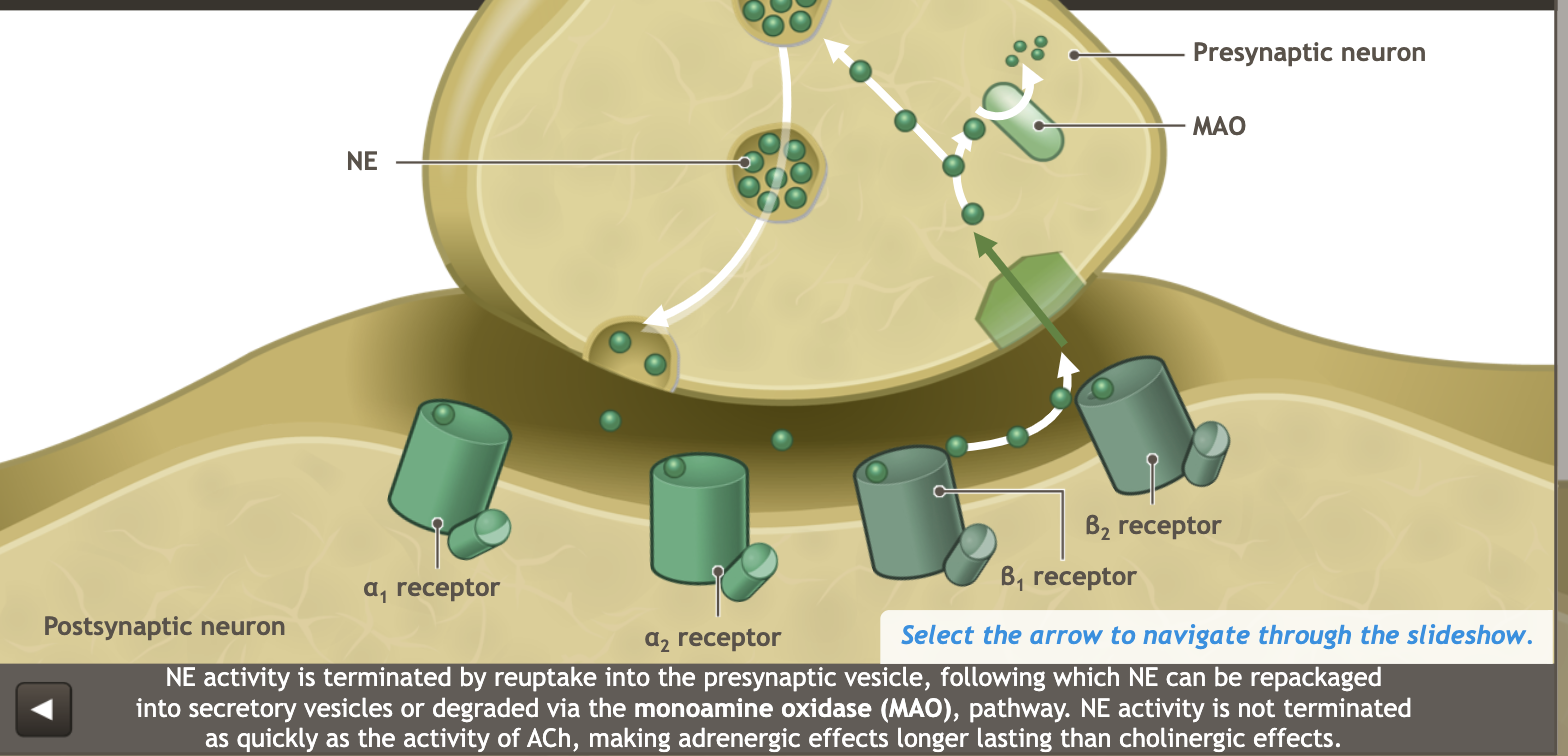 Presynaptic neuron
MAO
NE
β₂ receptor
β₁ receptor
α₁ receptor
Postsynaptic neuron
α₂ receptor
Select the arrow to navigate through the slideshow.
NE activity is terminated by reuptake into the presynaptic vesicle, following which NE can be repackaged
into secretory vesicles or degraded via the monoamine oxidase (MAO), pathway. NE activity is not terminated
as quickly as the activity of ACh, making adrenergic effects longer lasting than cholinergic effects.